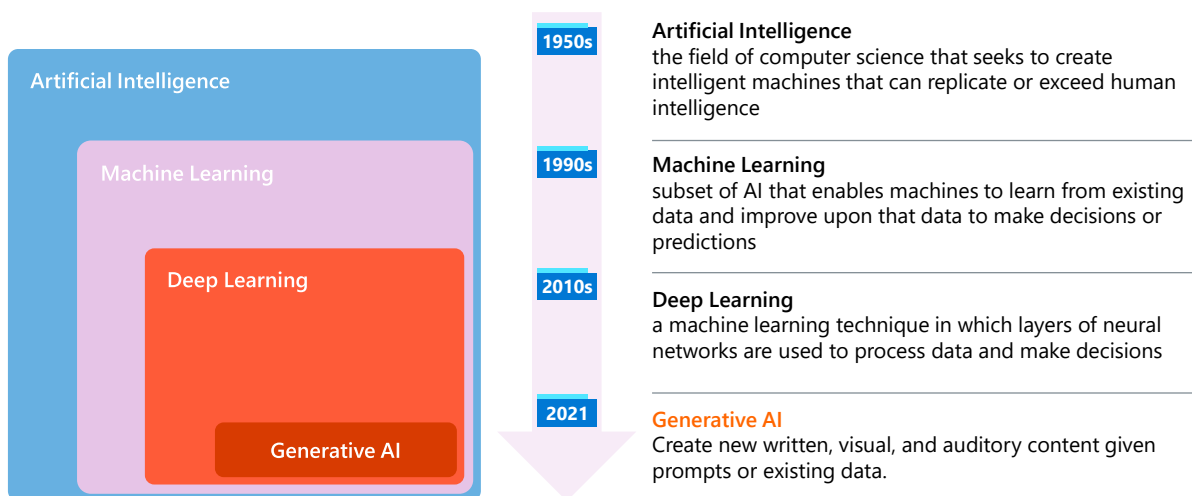 Artificial Intelligence
Machine Learning
Deep Learning
Generative AI
1950s
Artificial Intelligence
the field of computer science that seeks to create
intelligent machines that can replicate or exceed human
intelligence
1990s
Machine Learning
subset of AI that enables machines to learn from existing
data and improve upon that data to make decisions or
predictions
2010s
Deep Learning
a machine learning technique in which layers of neural
networks are used to process data and make decisions
2021
Generative AI
Create new written, visual, and auditory content given
prompts or existing data.